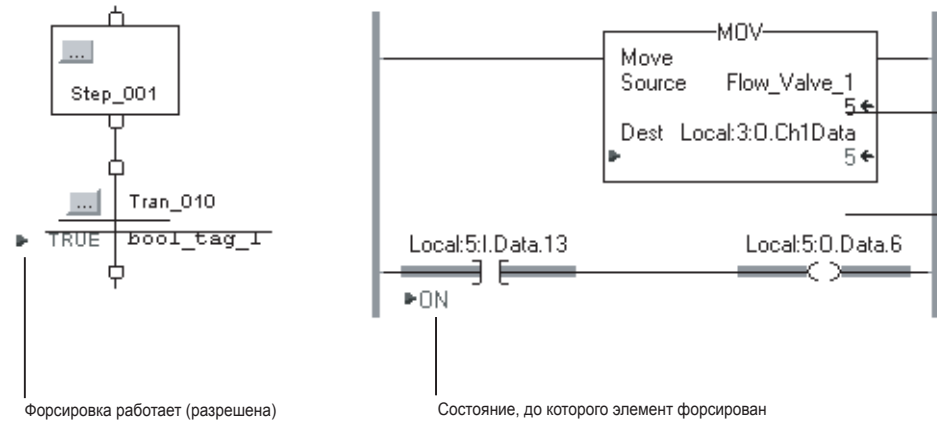 ...
Step_001
...
Tran_010
TRUE bool_tag_1
Форсировка работает (разрешена)
MOV
Move
Source Flow_Valve_1
5
Dest Local:3:O.Ch1Data
5
Local:5:I.Data.13 Local:5:O.Data.6
ON
Состояние, до которого элемент форсирован